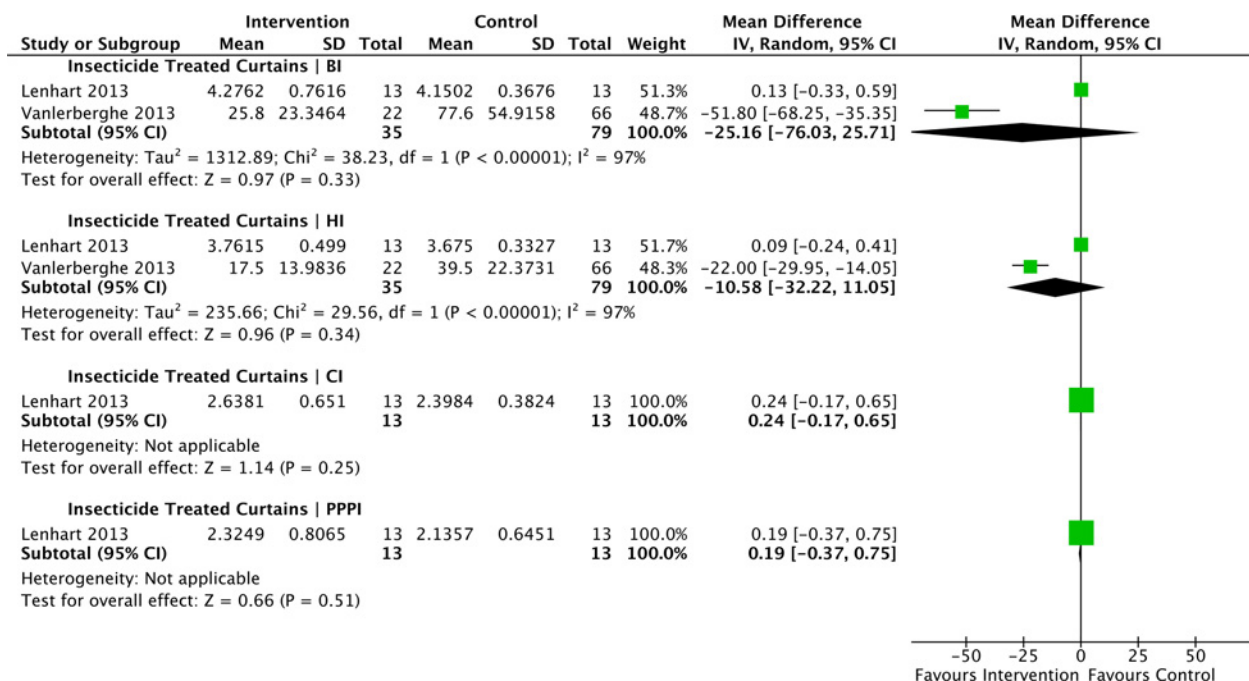 Intervention Control Mean Difference Mean Difference
Study or Subgroup Mean SD Total Mean SD Total Weight IV, Random, 95% CI IV, Random, 95% CI
Insecticide Treated Curtains | BI
Lenhart 2013 4.2762 0.7616 13 4.1502 0.3676 13 51.3% 0.13 [-0.33, 0.59]
Vanlerberghe 2013 25.8 23.3464 22 77.6 54.9158 66 48.7% -51.80 [-68.25, -35.35]
Subtotal (95% CI) 35 79 100.0% -25.16 [-76.03, 25.71]
Heterogeneity: Tau² = 1312.89; Chi² = 38.23, df = 1 (P < 0.00001); I² = 97%
Test for overall effect: Z = 0.97 (P = 0.33)
Insecticide Treated Curtains | HI
Lenhart 2013 3.7615 0.499 13 3.675 0.3327 13 51.7% 0.09 [-0.24, 0.41]
Vanlerberghe 2013 17.5 13.9836 22 39.5 22.3731 66 48.3% -22.00 [-29.95, -14.05]
Subtotal (95% CI) 35 79 100.0% -10.58 [-32.22, 11.05]
Heterogeneity: Tau² = 235.66; Chi² = 29.56, df = 1 (P < 0.00001); I² = 97%
Test for overall effect: Z = 0.96 (P = 0.34)
Insecticide Treated Curtains | CI
Lenhart 2013 2.6381 0.651 13 2.3984 0.3824 13 100.0% 0.24 [-0.17, 0.65]
Subtotal (95% CI) 13 13 100.0% 0.24 [-0.17, 0.65]
Heterogeneity: Not applicable
Test for overall effect: Z = 1.14 (P = 0.25)
Insecticide Treated Curtains | PPPI
Lenhart 2013 2.3249 0.8065 13 2.1357 0.6451 13 100.0% 0.19 [-0.37, 0.75]
Subtotal (95% CI) 13 13 100.0% 0.19 [-0.37, 0.75]
Heterogeneity: Not applicable
Test for overall effect: Z = 0.66 (P = 0.51)
-50 -25 0 25 50
Favours Intervention Favours Control